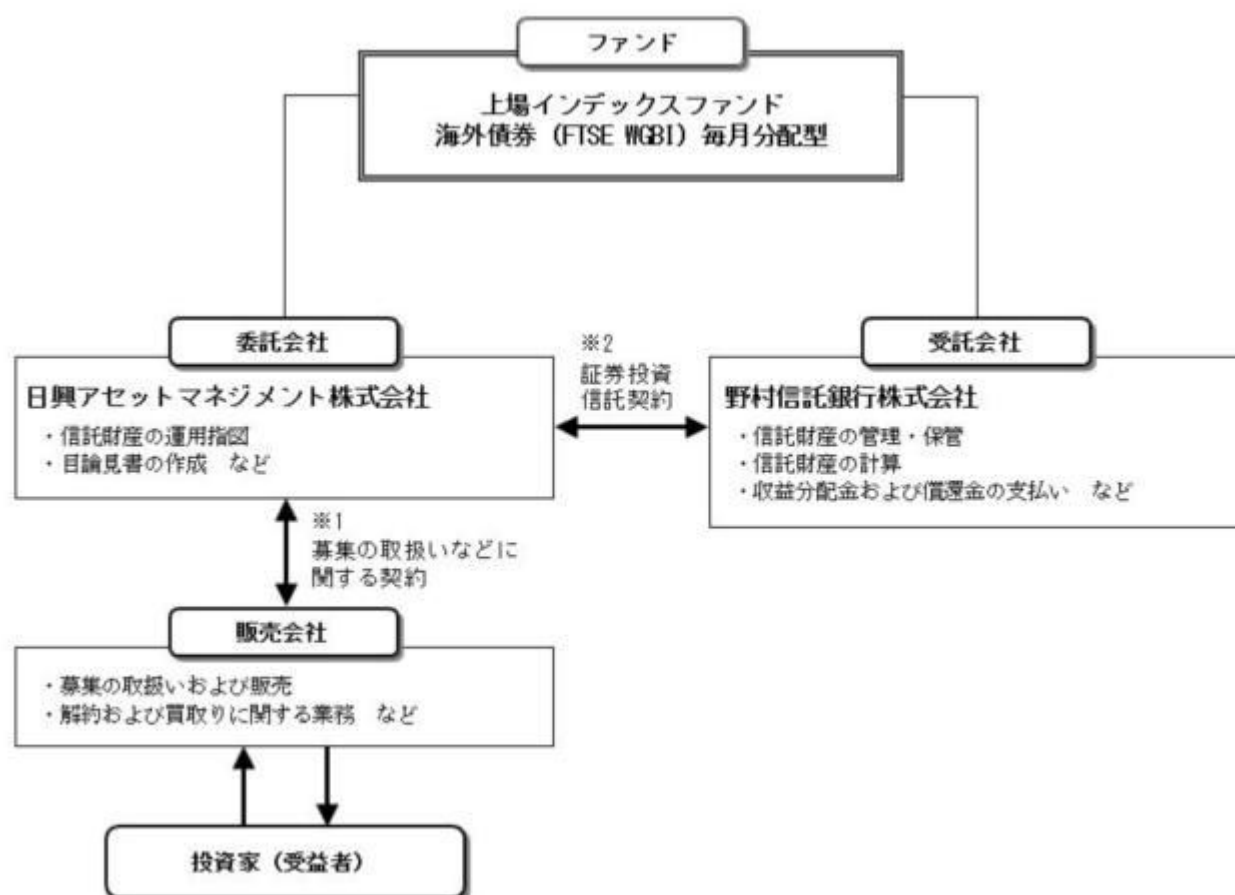 ファンド
上場インデックスファンド
海外債券（FTSE WGBI）毎月分配型
委託会社
日興アセットマネジメント株式会社
・信託財産の運用指図
・目論見書の作成　など
※2
証券投資
信託契約
受託会社
野村信託銀行株式会社
・信託財産の管理・保管
・信託財産の計算
・収益分配金および償還金の支払い　など
※1
募集の取扱いなどに
関する契約
販売会社
・募集の取扱いおよび販売
・解約および買取りに関する業務　など
投資家（受益者）